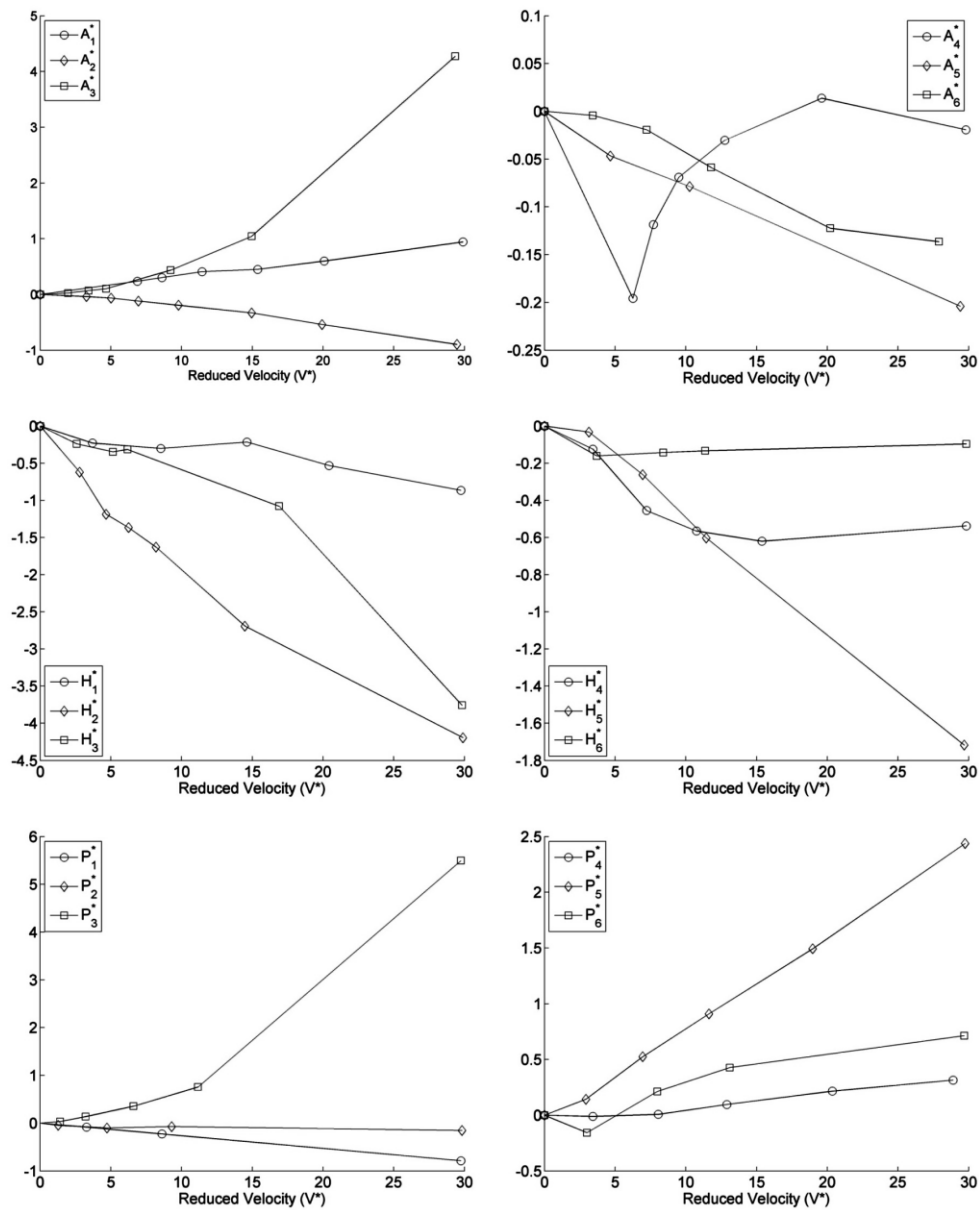 5
4
3
2
1
0
-1
A*1
A*2
A*3
0 5 10 15 20 25 30
Reduced Velocity (V*)
0.1
0.05
0
-0.05
-0.1
-0.15
-0.2
-0.25
A*4
A*5
A*6
0 5 10 15 20 25 30
Reduced Velocity (V*)
0
-0.5
-1
-1.5
-2
-2.5
-3
-3.5
-4
-4.5
H*1
H*2
H*3
0 5 10 15 20 25 30
Reduced Velocity (V*)
0
-0.2
-0.4
-0.6
-0.8
-1
-1.2
-1.4
-1.6
-1.8
H*4
H*5
H*6
0 5 10 15 20 25 30
Reduced Velocity (V*)
6
5
4
3
2
1
0
-1
P*1
P*2
P*3
0 5 10 15 20 25 30
Reduced Velocity (V*)
2.5
2
1.5
1
0.5
0
-0.5
P*4
P*5
P*6
0 5 10 15 20 25 30
Reduced Velocity (V*)